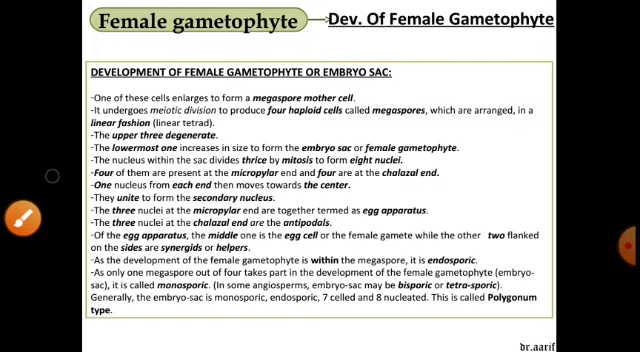 Female gametophyte
Dev. Of Female Gametophyte
DEVELOPMENT OF FEMALE GAMETOPHYTE OR EMBRYO SAC:
-One of these cells enlarges to form a megaspore mother cell.
-It undergoes meiotic division to produce four haploid cells called megaspores, which are arranged, in a
linear fashion (linear tetrad).
-The upper three degenerate.
-The lowermost one increases in size to form the embryo sac or female gametophyte.
-The nucleus within the sac divides thrice by mitosis to form eight nuclei.
-Four of them are present at the micropylar end and four are at the chalazal end.
-One nucleus from each end then moves towards the center.
-They unite to form the secondary nucleus.
-The three nuclei at the micropylar end are together termed as egg apparatus.
-The three nuclei at the chalazal end are the antipodals.
-Of the egg apparatus, the middle one is the egg cell or the female gamete while the other two flanked
on the sides are synergids or helpers.
-As the development of the female gametophyte is within the megaspore, it is endosporic.
-As only one megaspore out of four takes part in the development of the female gametophyte (embryo-
sac), it is called monosporic. (In some angiosperms, embryo-sac may be bisporic or tetra-sporic).
Generally, the embryo-sac is monosporic, endosporic, 7 celled and 8 nucleated. This is called Polygonum
type.
dr.aarif